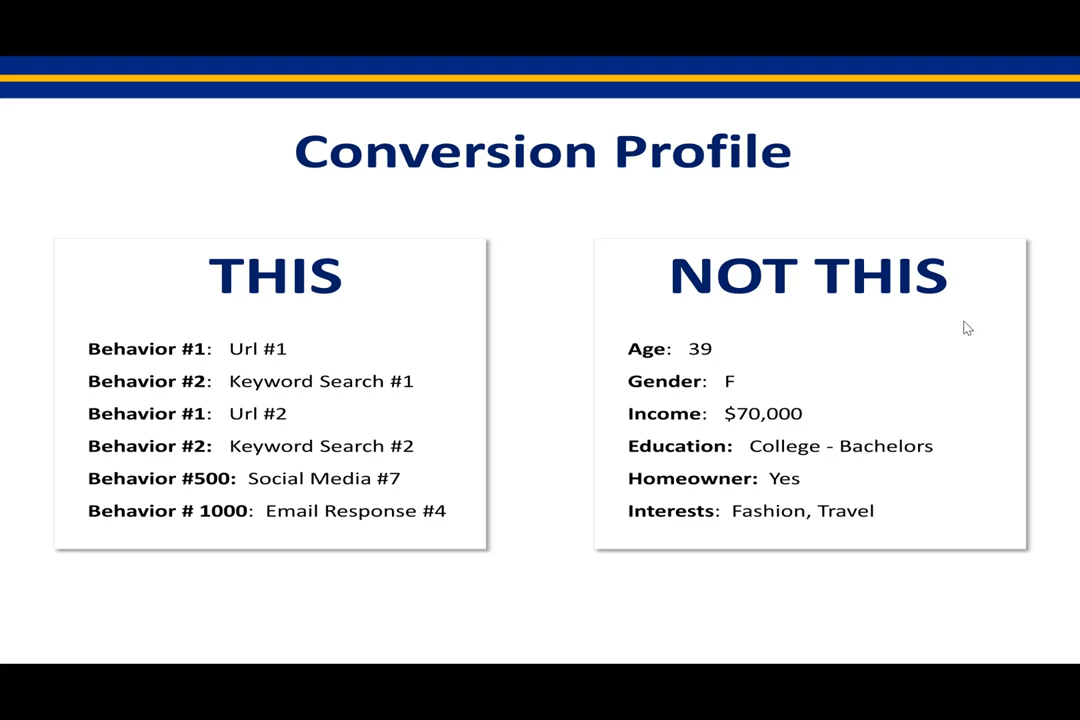 Conversion Profile
THIS
Behavior #1:   Url #1
Behavior #2:   Keyword Search #1
Behavior #1:   Url #2
Behavior #2:   Keyword Search #2
Behavior #500:  Social Media #7
Behavior # 1000:  Email Response #4
NOT THIS
Age:   39
Gender:   F
Income:   $70,000
Education:   College - Bachelors
Homeowner:  Yes
Interests:  Fashion, Travel